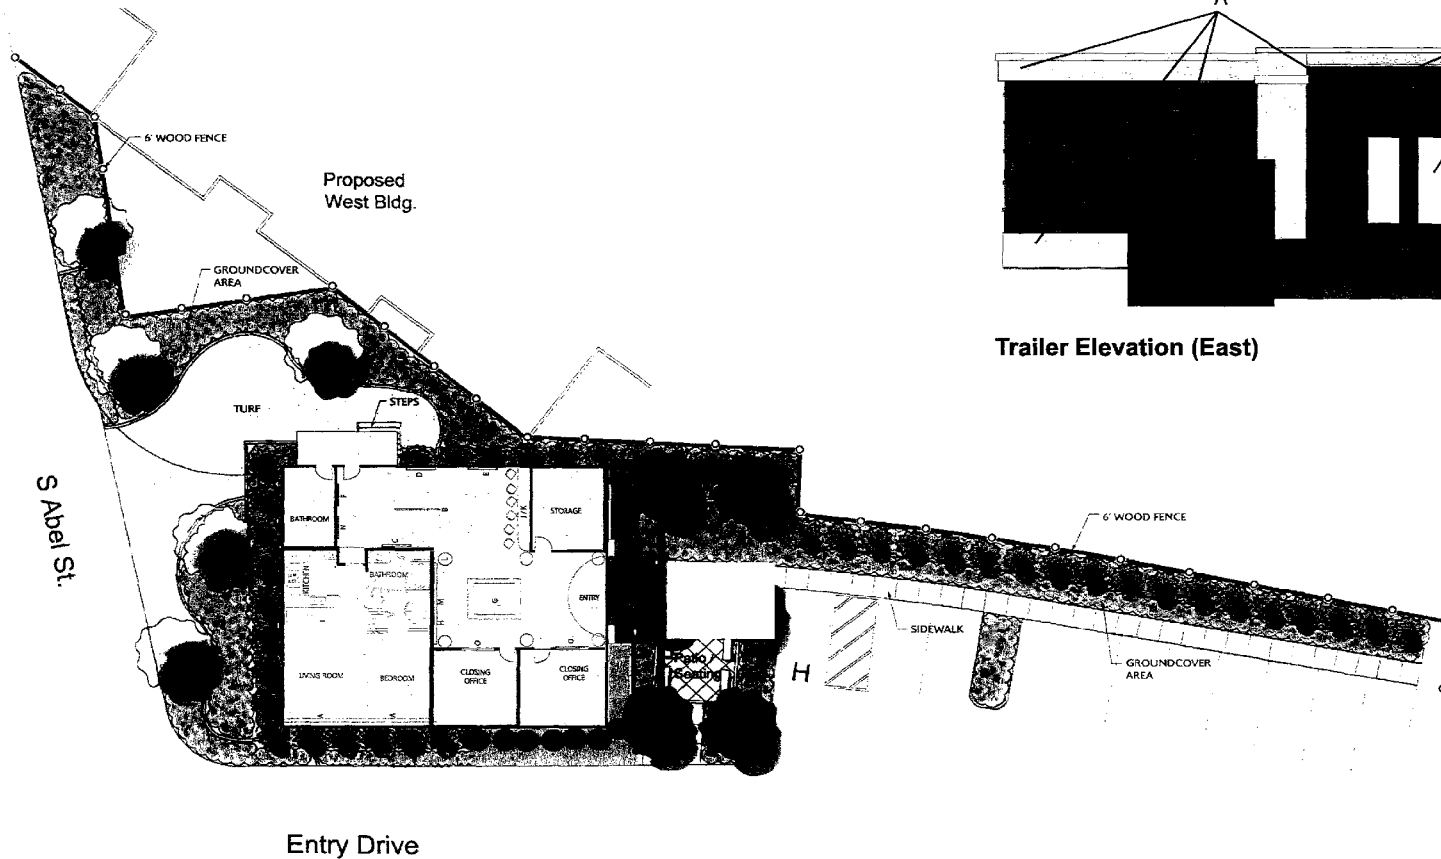 A
6' WOOD FENCE
Proposed
West Bldg.
GROUNDCOVER
AREA
Trailer Elevation (East)
TURF
STEPS
S Abel St.
BATHROOM
STORAGE
6' WOOD FENCE
KITCHEN
BATHROOM
ENTRY
SIDEWALK
LIVING ROOM
BEDROOM
CLOSING
OFFICE
CLOSING
OFFICE
Patio /
Seating
H
GROUNDCOVER
AREA
Entry Drive